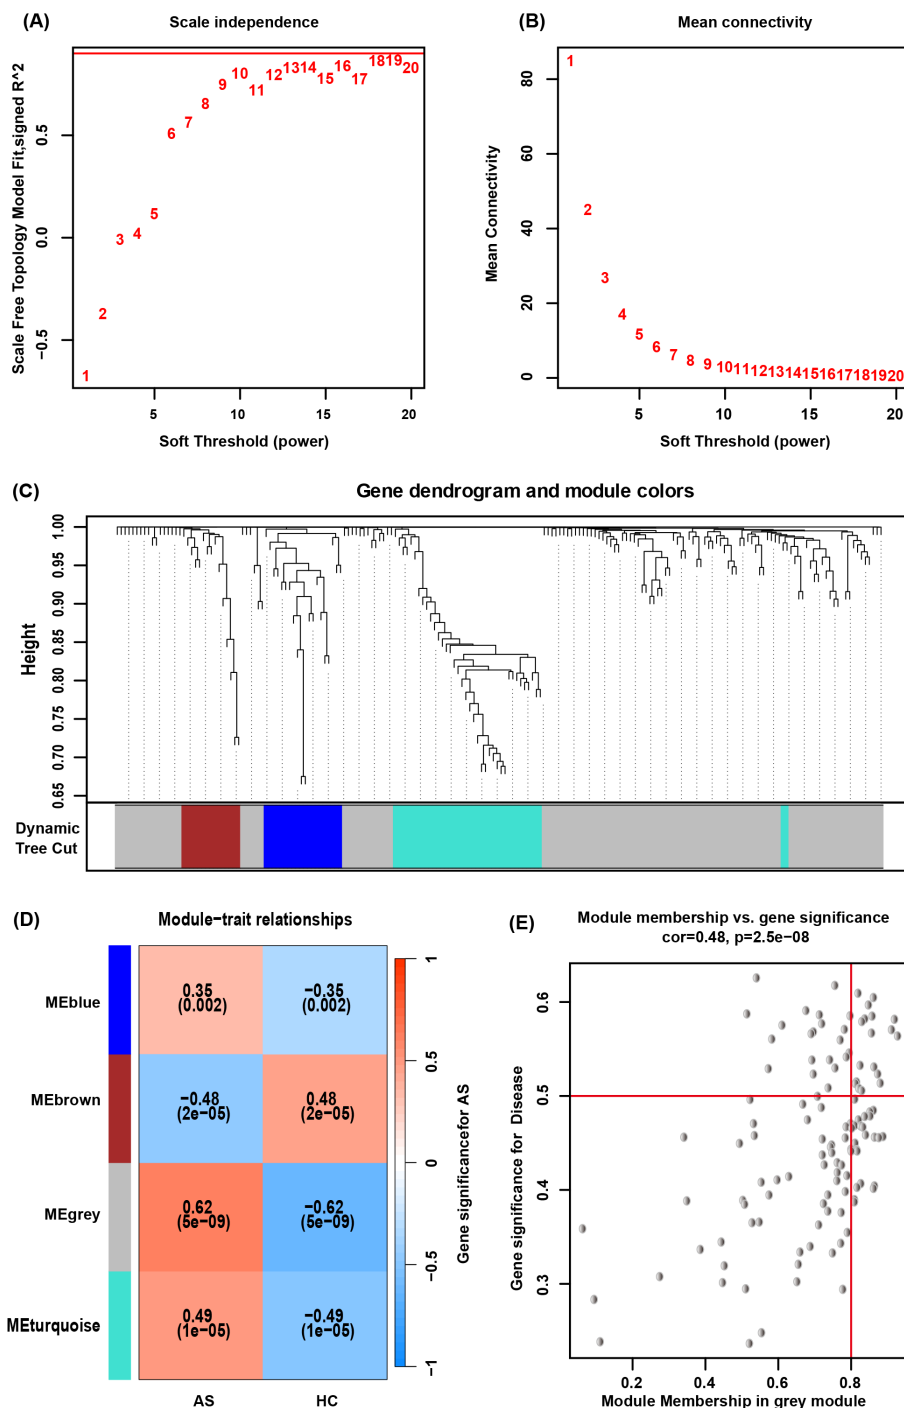 (A)
Scale independence
Scale Free Topology Model Fit,signed R^2
0.5
0.0
−0.5
1
2
3
4
5
6
7
8
9
10
11
12
13
14
15
16
17
18
19
20
5
10
15
20
Soft Threshold (power)
(B)
Mean connectivity
Mean Connectivity
80
60
40
20
0
1
2
3
4
5
6
7
8
9
10
11
12
13
14
15
16
17
18
19
20
5
10
15
20
Soft Threshold (power)
(C)
Gene dendrogram and module colors
Height
1.00
0.95
0.90
0.85
0.80
0.75
0.70
0.65
Dynamic
Tree Cut
(D)
Module−trait relationships
MEblue
0.35
(0.002)
−0.35
(0.002)
MEbrown
−0.48
(2e−05)
0.48
(2e−05)
MEgrey
0.62
(5e−09)
−0.62
(5e−09)
MEturquoise
0.49
(1e−05)
−0.49
(1e−05)
AS
HC
1
0.5
0
−0.5
−1
Gene significancefor AS
(E)
Module membership vs. gene significance
cor=0.48, p=2.5e−08
Gene significance for Disease
0.6
0.5
0.4
0.3
0.2
0.4
0.6
0.8
Module Membership in grey module